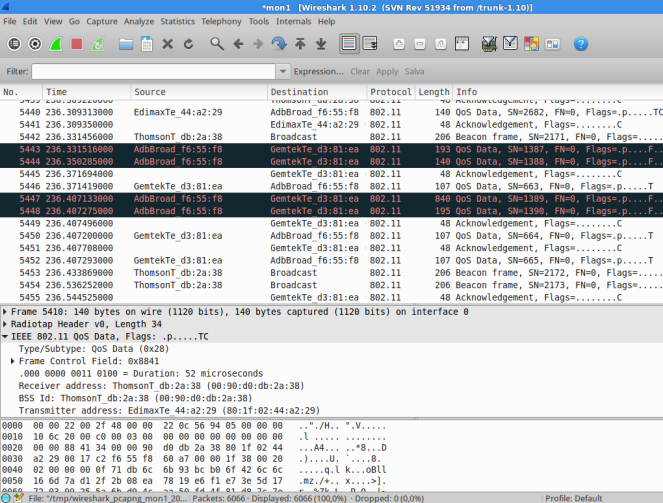 *mon1 [Wireshark 1.10.2 (SVN Rev 51934 from /trunk-1.10)]
File Edit View Go Capture Analyze Statistics Telephony Tools Internals Help
Filter: Expression... Clear Apply Salva
No. Time Source Destination Protocol Length Info
5440 236.309313000 EdimaxTe_44:a2:29 AdbBroad_f6:55:f8 802.11 140 QoS Data, SN=2682, FN=0, Flags=.p.....TC
5441 236.309350000 EdimaxTe_44:a2:29 802.11 48 Acknowledgement, Flags=........C
5442 236.331456000 ThomsonT_db:2a:38 Broadcast 802.11 206 Beacon frame, SN=2171, FN=0, Flags=....
5443 236.331516000 AdbBroad_f6:55:f8 GemtekTe_d3:81:ea 802.11 193 QoS Data, SN=1387, FN=0, Flags=.p....F..
5444 236.350285000 AdbBroad_f6:55:f8 GemtekTe_d3:81:ea 802.11 140 QoS Data, SN=1388, FN=0, Flags=.p....F..
5445 236.371694000 GemtekTe_d3:81:ea 802.11 48 Acknowledgement, Flags=........C
5446 236.371419000 GemtekTe_d3:81:ea AdbBroad_f6:55:f8 802.11 107 QoS Data, SN=663, FN=0, Flags=.p.....T
5447 236.407133000 AdbBroad_f6:55:f8 GemtekTe_d3:81:ea 802.11 840 QoS Data, SN=1389, FN=0, Flags=.p....F..
5448 236.407275000 AdbBroad_f6:55:f8 GemtekTe_d3:81:ea 802.11 195 QoS Data, SN=1390, FN=0, Flags=.p....F..
5449 236.407496000 GemtekTe_d3:81:ea 802.11 48 Acknowledgement, Flags=........C
5450 236.407200000 GemtekTe_d3:81:ea AdbBroad_f6:55:f8 802.11 107 QoS Data, SN=664, FN=0, Flags=.p.....T
5451 236.407708000 GemtekTe_d3:81:ea 802.11 48 Acknowledgement, Flags=........C
5452 236.407293000 GemtekTe_d3:81:ea AdbBroad_f6:55:f8 802.11 107 QoS Data, SN=665, FN=0, Flags=.p.....T
5453 236.433869000 ThomsonT_db:2a:38 Broadcast 802.11 206 Beacon frame, SN=2172, FN=0, Flags=....
5454 236.536252000 ThomsonT_db:2a:38 Broadcast 802.11 206 Beacon frame, SN=2173, FN=0, Flags=....
5455 236.544525000 GemtekTe_d3:81:ea 802.11 48 Acknowledgement, Flags=........C
Frame 5410: 140 bytes on wire (1120 bits), 140 bytes captured (1120 bits) on interface 0
Radiotap Header v0, Length 34
IEEE 802.11 QoS Data, Flags: .p.....TC
Type/Subtype: QoS Data (0x28)
Frame Control Field: 0x8841
.000 0000 0011 0100 = Duration: 52 microseconds
Receiver address: ThomsonT_db:2a:38 (00:90:d0:db:2a:38)
BSS Id: ThomsonT_db:2a:38 (00:90:d0:db:2a:38)
Transmitter address: EdimaxTe_44:a2:29 (80:1f:02:44:a2:29)
0000 00 00 22 00 2f 48 00 00 22 0c 56 94 05 00 00 00 .."./H.. ".V.....
0010 10 6c 20 00 c0 00 03 00 00 00 00 00 00 00 00 00 .l ..... ........
0020 00 00 88 41 34 00 00 90 d0 db 2a 38 80 1f 02 44 ...A4... ..*8...D
0030 a2 29 00 17 c2 f6 55 f8 60 a7 00 00 1f 38 00 20 .)....U. `....8.
0040 02 00 00 00 0f 71 db 6c 6b 93 bc b0 6f 42 6c 6c .....q.l k...oBll
0050 16 6d 7a d1 2f 2b 08 ea 78 19 e6 f1 e7 3e 5d 17 .mz./+.. x....>].
File: "/tmp/wireshark_pcapng_mon1_20... Packets: 6066 · Displayed: 6066 (100,0%) · Dropped: 0 (0,0%) Profile: Default